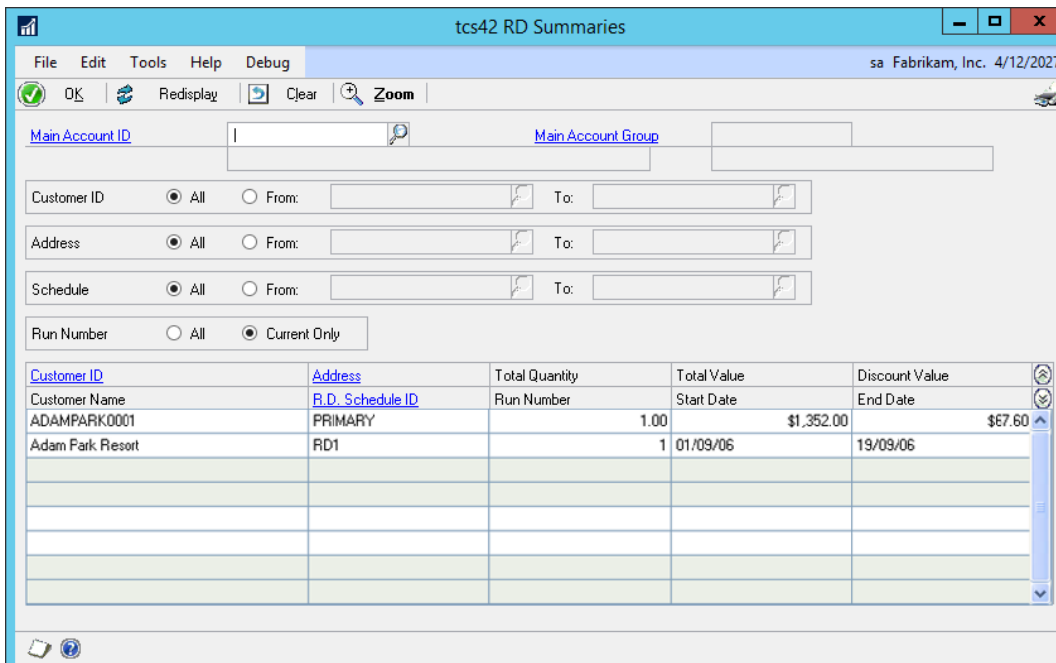 tcs42 RD Summaries
File Edit Tools Help Debug sa Fabrikam, Inc. 4/12/2027
OK Redisplay Clear Zoom
Main Account ID Main Account Group
Customer ID All From: To:
Address All From: To:
Schedule All From: To:
Run Number All Current Only
Customer ID Address Total Quantity Total Value Discount Value
Customer Name R.D. Schedule ID Run Number Start Date End Date
ADAMPARK0001 PRIMARY 1.00 $1,352.00 $67.60
Adam Park Resort RD1 1 01/09/06 19/09/06